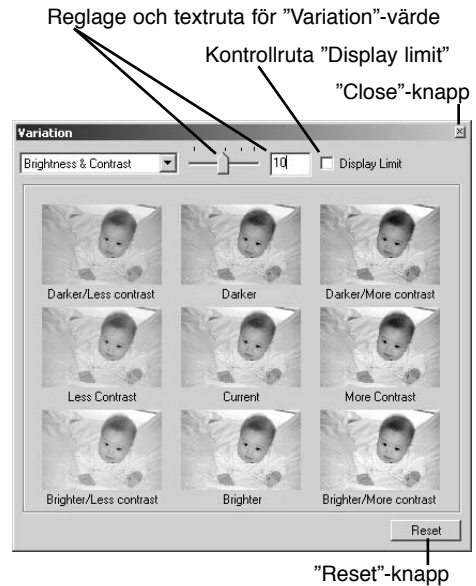 Reglage och textruta för ”Variation”-värde
Kontrollruta ”Display limit”
”Close”-knapp
Variation
Brightness & Contrast
10
Display Limit
Darker/Less contrast
Darker
Darker/More contrast
Less Contrast
Current
More Contrast
Brighter/Less contrast
Brighter
Brighter/More contrast
Reset
”Reset”-knapp